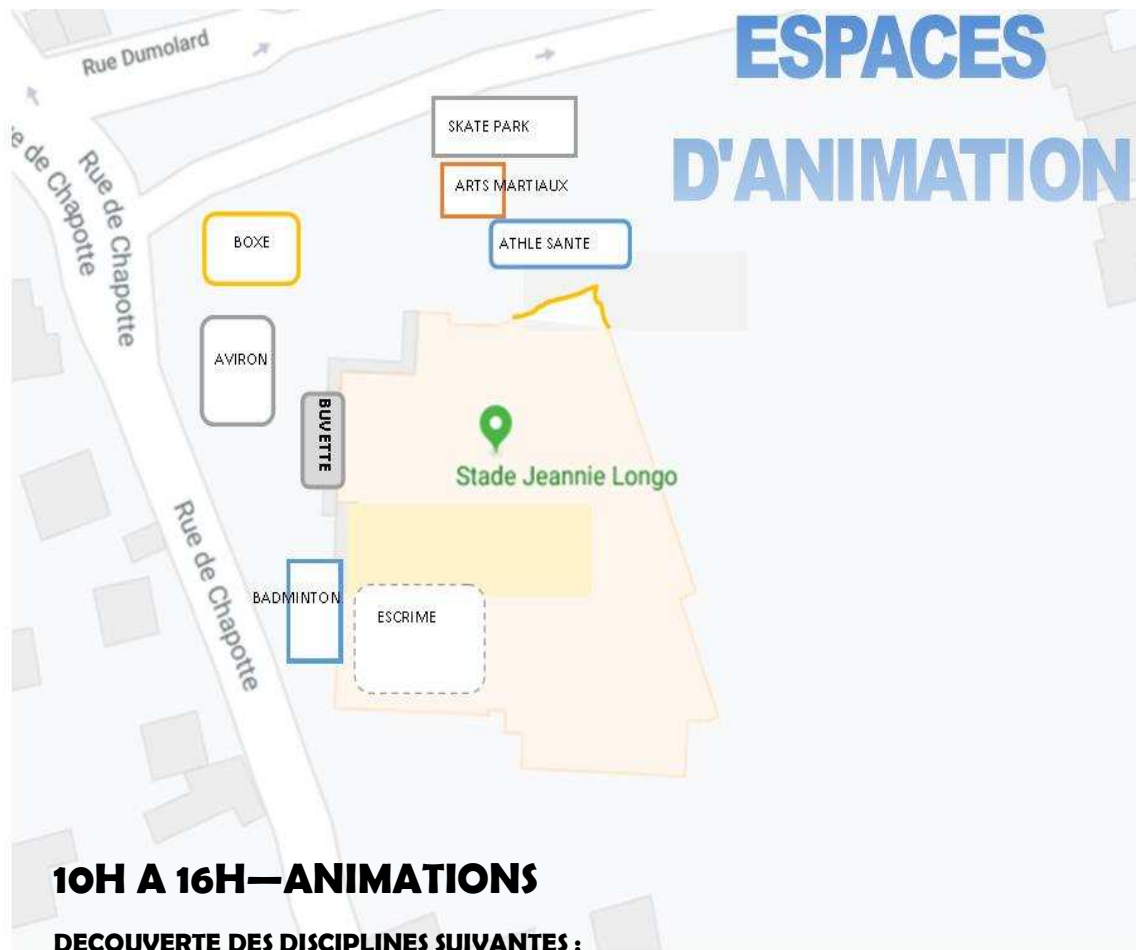 ESPACES
D'ANIMATION
Rue Dumolard
Rue de Chapotte
e de Chapotte
SKATE PARK
ARTS MARTIAUX
ATHLE SANTE
BOXE
AVIRON
BUVETTE
Stade Jeannie Longo
Rue de Chapotte
BADMINTON
ESCRIME
10H A 16H—ANIMATIONS
DECOUVERTE DES DISCIPLINES SUIVANTES :